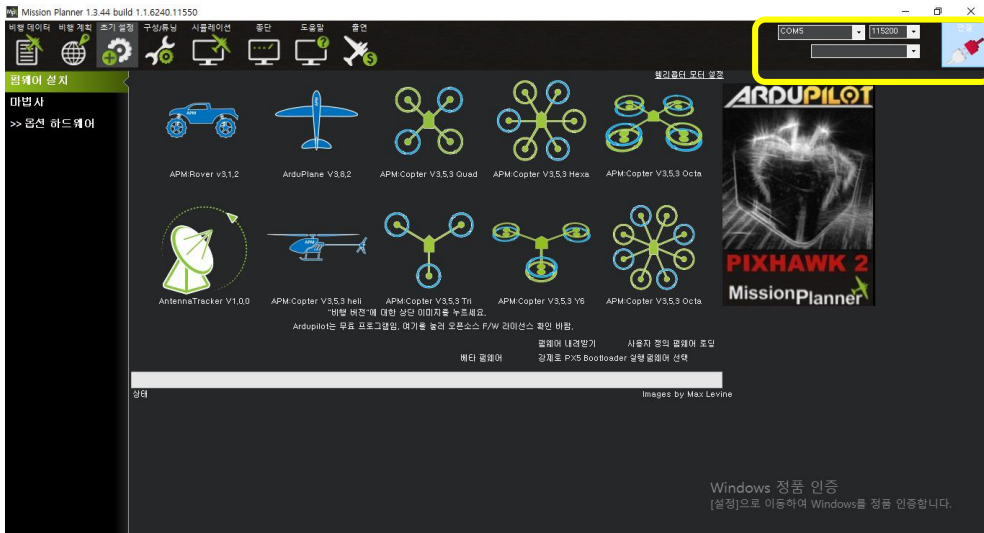 Mission Planner 1.3.44 build 1.1.6240.11550
비행 데이터 비행 계획 초기 설정 구성/튜닝 시뮬레이션 종단 도움말 출연
COM5 115200
연결
펌웨어 설치
마법사
>> 옵션 하드웨어
헬리콥터 모터 설정
ARDUPILOT
APM:Rover v3,1,2 ArduPlane V3,8,2 APM:Copter V3,5,3 Quad APM:Copter V3,5,3 Hexa APM:Copter V3,5,3 Octa
PIXHAWK 2
MissionPlanner
AntennaTracker V1,0,0 APM:Copter V3,5,3 heli APM:Copter V3,5,3 Tri APM:Copter V3,5,3 Y6 APM:Copter V3,5,3 Octa
"비행 버전"에 대한 상단 이미지를 누르세요.
Ardupilot는 무료 프로그램임, 여기를 눌러 오픈소스 F/W 라이선스 확인 바람,
펌웨어 내려받기 사용자 정의 펌웨어 로딩
베타 펌웨어 강제로 PX5 Bootloader 실행 펌웨어 선택
상태 Images by Max Levine
Windows 정품 인증
[설정]으로 이동하여 Windows를 정품 인증합니다.